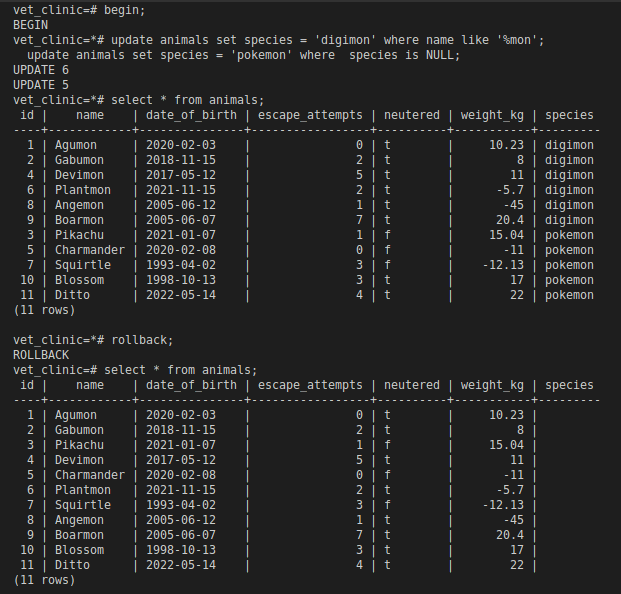 vet_clinic=# begin;
BEGIN
vet_clinic=*# update animals set species = 'digimon' where name like '%mon';
  update animals set species = 'pokemon' where  species is NULL;
UPDATE 6
UPDATE 5
vet_clinic=*# select * from animals;
 id |    name    | date_of_birth | escape_attempts | neutered | weight_kg | species
----+------------+---------------+-----------------+----------+-----------+---------
  1 | Agumon     | 2020-02-03    |               0 | t        |     10.23 | digimon
  2 | Gabumon    | 2018-11-15    |               2 | t        |         8 | digimon
  4 | Devimon    | 2017-05-12    |               5 | t        |        11 | digimon
  6 | Plantmon   | 2021-11-15    |               2 | t        |      -5.7 | digimon
  8 | Angemon    | 2005-06-12    |               1 | t        |       -45 | digimon
  9 | Boarmon    | 2005-06-07    |               7 | t        |      20.4 | digimon
  3 | Pikachu    | 2021-01-07    |               1 | f        |     15.04 | pokemon
  5 | Charmander | 2020-02-08    |               0 | f        |       -11 | pokemon
  7 | Squirtle   | 1993-04-02    |               3 | f        |    -12.13 | pokemon
 10 | Blossom    | 1998-10-13    |               3 | t        |        17 | pokemon
 11 | Ditto      | 2022-05-14    |               4 | t        |        22 | pokemon
(11 rows)

vet_clinic=*# rollback;
ROLLBACK
vet_clinic=# select * from animals;
 id |    name    | date_of_birth | escape_attempts | neutered | weight_kg | species
----+------------+---------------+-----------------+----------+-----------+---------
  1 | Agumon     | 2020-02-03    |               0 | t        |     10.23 |
  2 | Gabumon    | 2018-11-15    |               2 | t        |         8 |
  3 | Pikachu    | 2021-01-07    |               1 | f        |     15.04 |
  4 | Devimon    | 2017-05-12    |               5 | t        |        11 |
  5 | Charmander | 2020-02-08    |               0 | f        |       -11 |
  6 | Plantmon   | 2021-11-15    |               2 | t        |      -5.7 |
  7 | Squirtle   | 1993-04-02    |               3 | f        |    -12.13 |
  8 | Angemon    | 2005-06-12    |               1 | t        |       -45 |
  9 | Boarmon    | 2005-06-07    |               7 | t        |      20.4 |
 10 | Blossom    | 1998-10-13    |               3 | t        |        17 |
 11 | Ditto      | 2022-05-14    |               4 | t        |        22 |
(11 rows)